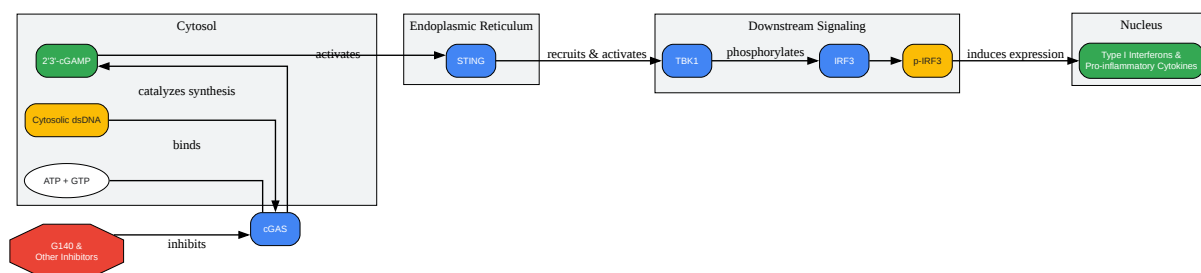 Cytosol
2'3'-cGAMP
activates
catalyzes synthesis
Cytosolic dsDNA
binds
ATP + GTP
cGAS
G140 &
Other Inhibitors
inhibits
Endoplasmic Reticulum
STING
recruits & activates
Downstream Signaling
TBK1
phosphorylates
IRF3
p-IRF3
induces expression
Nucleus
Type I Interferons &
Pro-inflammatory Cytokines